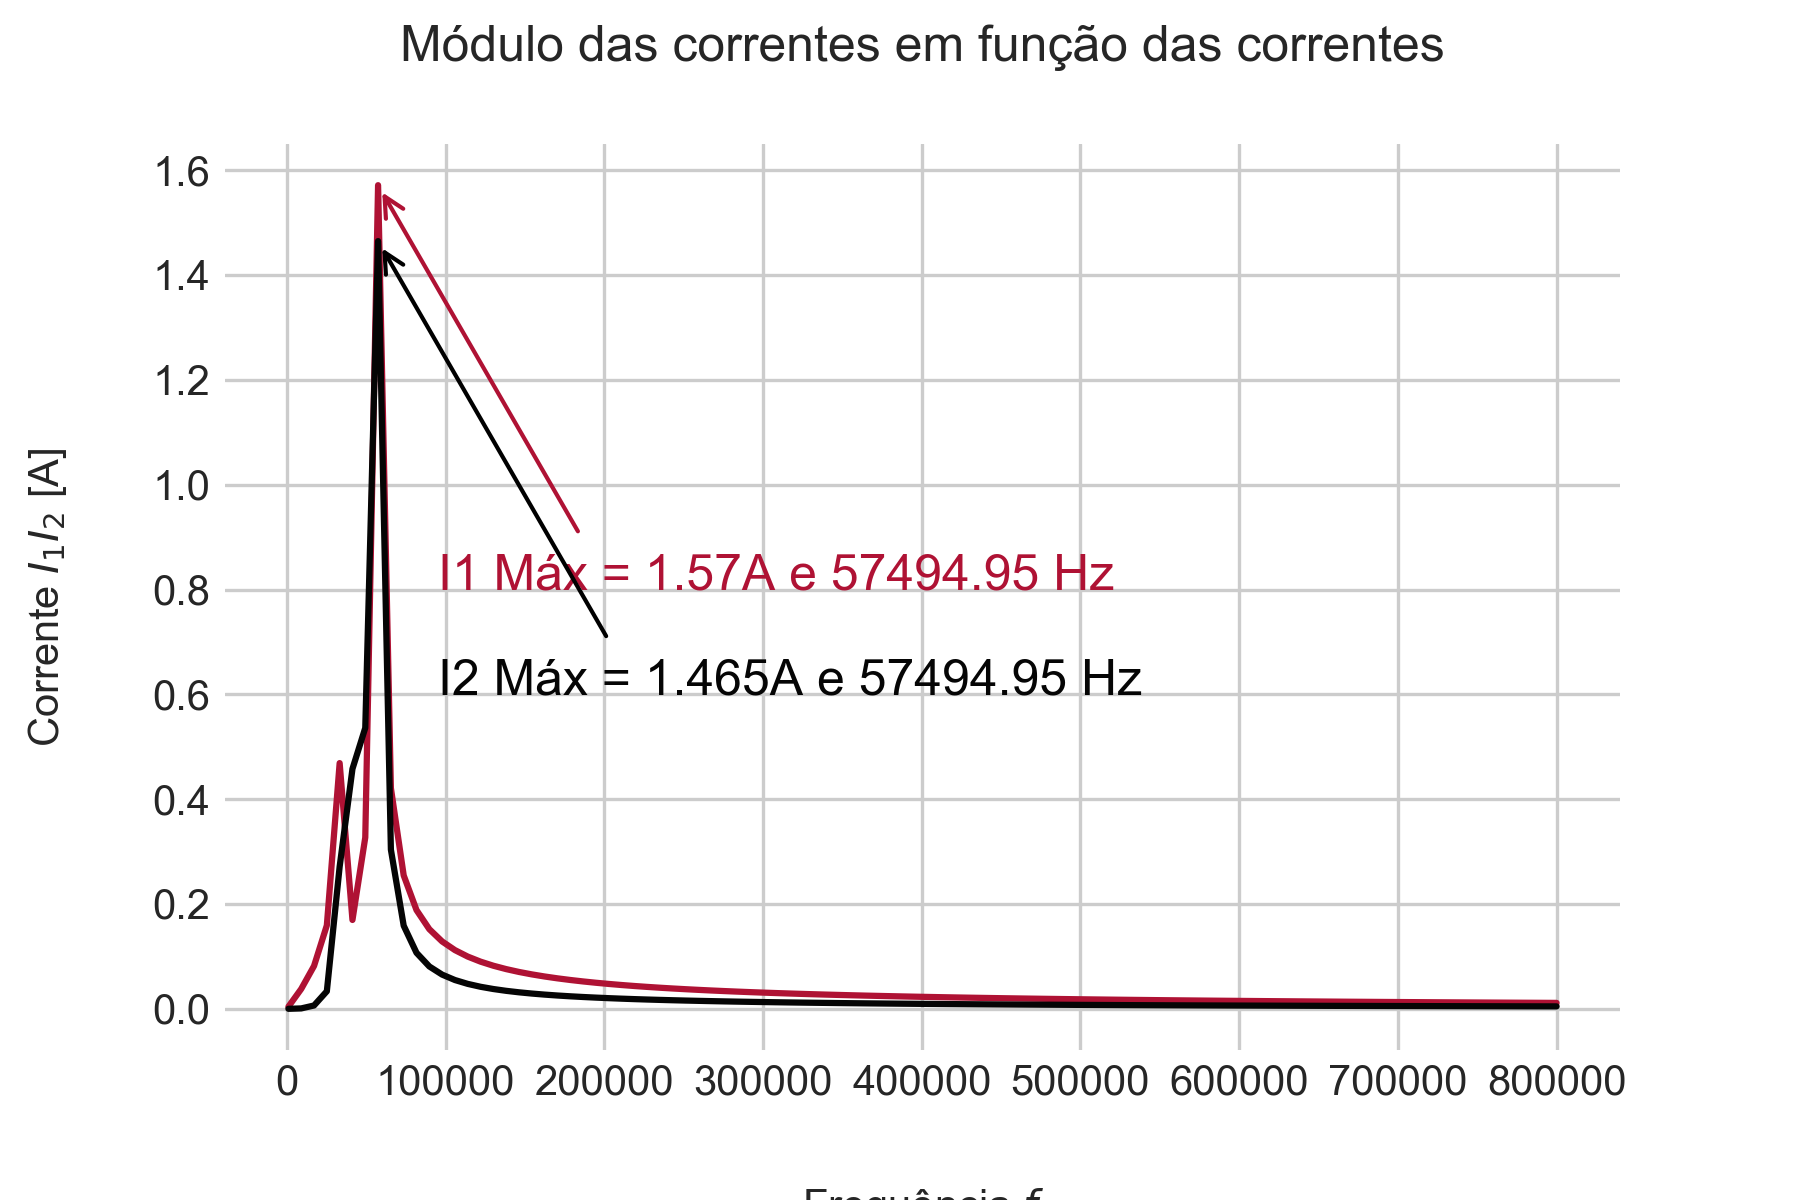 Módulo das correntes em função das correntes
1.6
1.4
1.2
1.0
0.8
0.6
0.4
0.2
0.0
Corrente I₁I₂ [A]
I1 Máx = 1.57A e 57494.95 Hz
I2 Máx = 1.465A e 57494.95 Hz
0 100000 200000 300000 400000 500000 600000 700000 800000
Frequência f